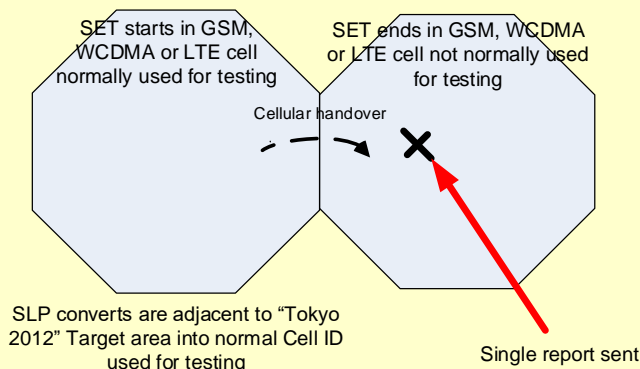 SET starts in GSM,
WCDMA or LTE cell
normally used for testing
SET ends in GSM, WCDMA
or LTE cell not normally used
for testing
Cellular handover
SLP converts are adjacent to “Tokyo
2012” Target area into normal Cell ID
used for testing
Single report sent